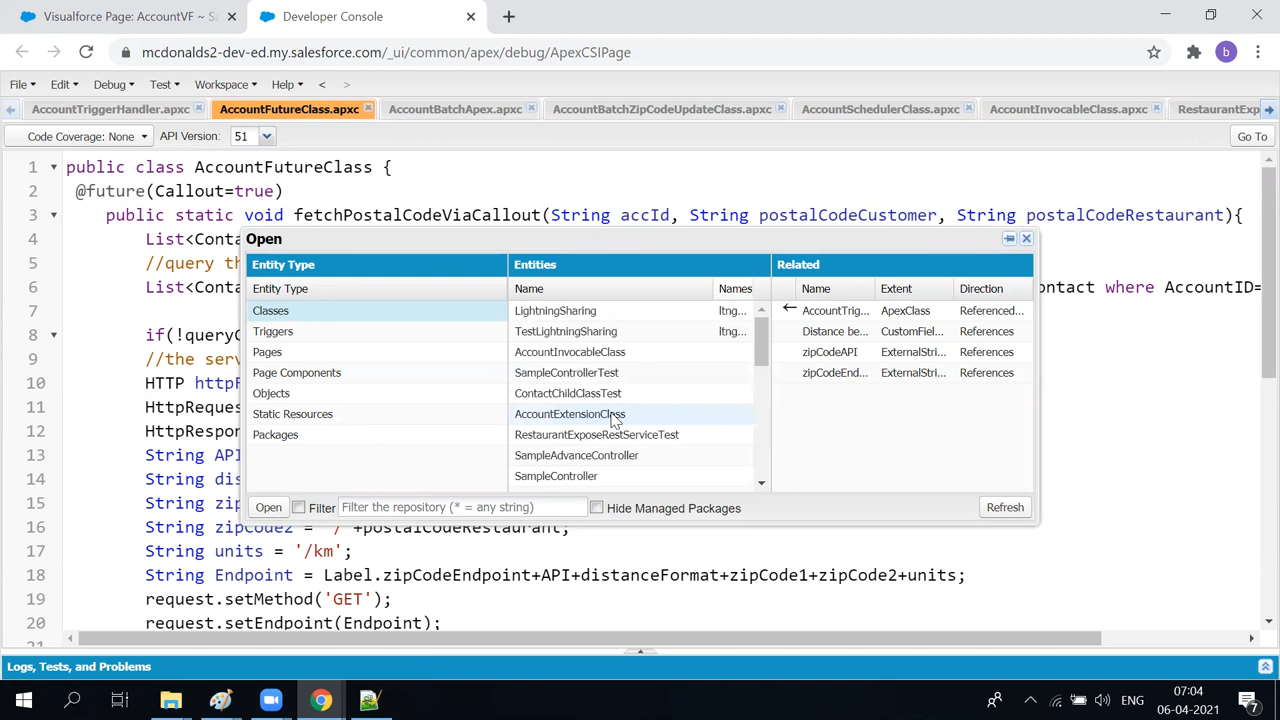 Visualforce Page: AccountVF ~ Sa
Developer Console
mcdonalds2-dev-ed.my.salesforce.com/_ui/common/apex/debug/ApexCSIPage
b
File Edit Debug Test Workspace Help < >
AccountTriggerHandler.apxc AccountFutureClass.apxc AccountBatchApex.apxc AccountBatchZipCodeUpdateClass.apxc AccountSchedulerClass.apxc AccountInvocableClass.apxc RestaurantExp
Code Coverage: None API Version: 51 Go To
1 public class AccountFutureClass {
2 @future(Callout=true)
3 public static void fetchPostalCodeViaCallout(String accId, String postalCodeCustomer, String postalCodeRestaurant){
4 List<Conta
5 //query th
6 List<Conta ontact where AccountID=
7
8 if(!queryC
9 //the serv
10 HTTP httpR
11 HttpReques
12 HttpRespon
13 String API
14 String dis
15 String zip
16 String zipCode2 = '/'+postalCodeRestaurant;
17 String units = '/km';
18 String Endpoint = Label.zipCodeEndpoint+API+distanceFormat+zipCode1+zipCode2+units;
19 request.setMethod('GET');
20 request.setEndpoint(Endpoint);
21
Open
Entity Type Entities Related
Entity Type Name Names Name Extent Direction
Classes LightningSharing ltng... AccountTrig... ApexClass Referenced...
Triggers TestLightningSharing ltng... Distance be... CustomFiel... References
Pages AccountInvocableClass zipCodeAPI ExternalStri... References
Page Components SampleControllerTest zipCodeEnd... ExternalStri... References
Objects ContactChildClassTest
Static Resources AccountExtensionClass
Packages RestaurantExposeRestServiceTest
SampleAdvanceController
SampleController
Open Filter Filter the repository (* = any string) Hide Managed Packages Refresh
Logs, Tests, and Problems
ENG
07:04
06-04-2021
7